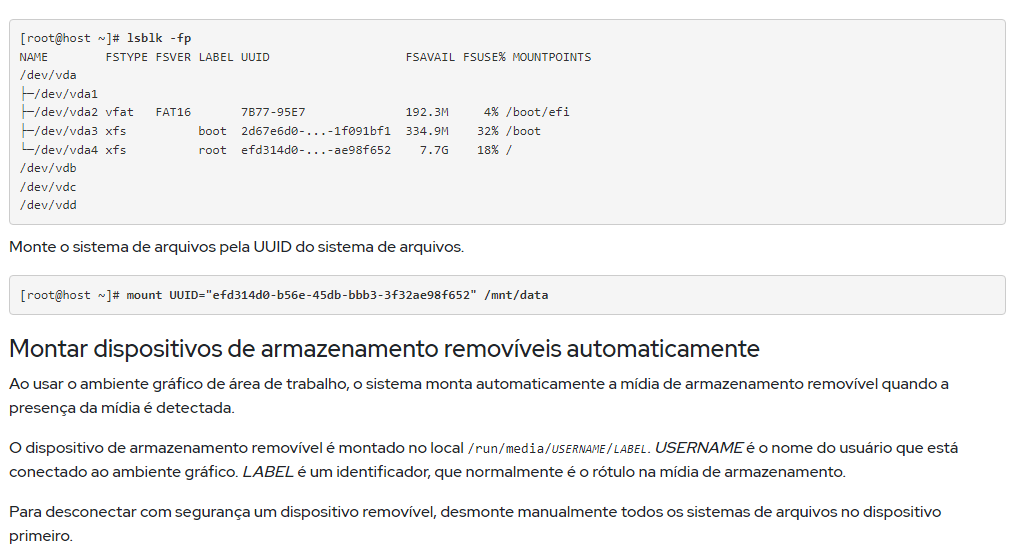 [root@host ~]# lsblk -fp
NAME        FSTYPE FSVER LABEL UUID                   FSAVAIL FSUSE% MOUNTPOINTS
/dev/vda
├─/dev/vda1
├─/dev/vda2 vfat   FAT16       7B77-95E7              192.3M     4% /boot/efi
├─/dev/vda3 xfs          boot  2d67e6d0-...-1f091bf1  334.9M    32% /boot
└─/dev/vda4 xfs          root  efd314d0-...-ae98f652    7.7G    18% /
/dev/vdb
/dev/vdc
/dev/vdd
Monte o sistema de arquivos pela UUID do sistema de arquivos.
[root@host ~]# mount UUID="efd314d0-b56e-45db-bbb3-3f32ae98f652" /mnt/data
Montar dispositivos de armazenamento removíveis automaticamente
Ao usar o ambiente gráfico de área de trabalho, o sistema monta automaticamente a mídia de armazenamento removível quando a
presença da mídia é detectada.
O dispositivo de armazenamento removível é montado no local /run/media/USERNAME/LABEL. USERNAME é o nome do usuário que está
conectado ao ambiente gráfico. LABEL é um identificador, que normalmente é o rótulo na mídia de armazenamento.
Para desconectar com segurança um dispositivo removível, desmonte manualmente todos os sistemas de arquivos no dispositivo
primeiro.